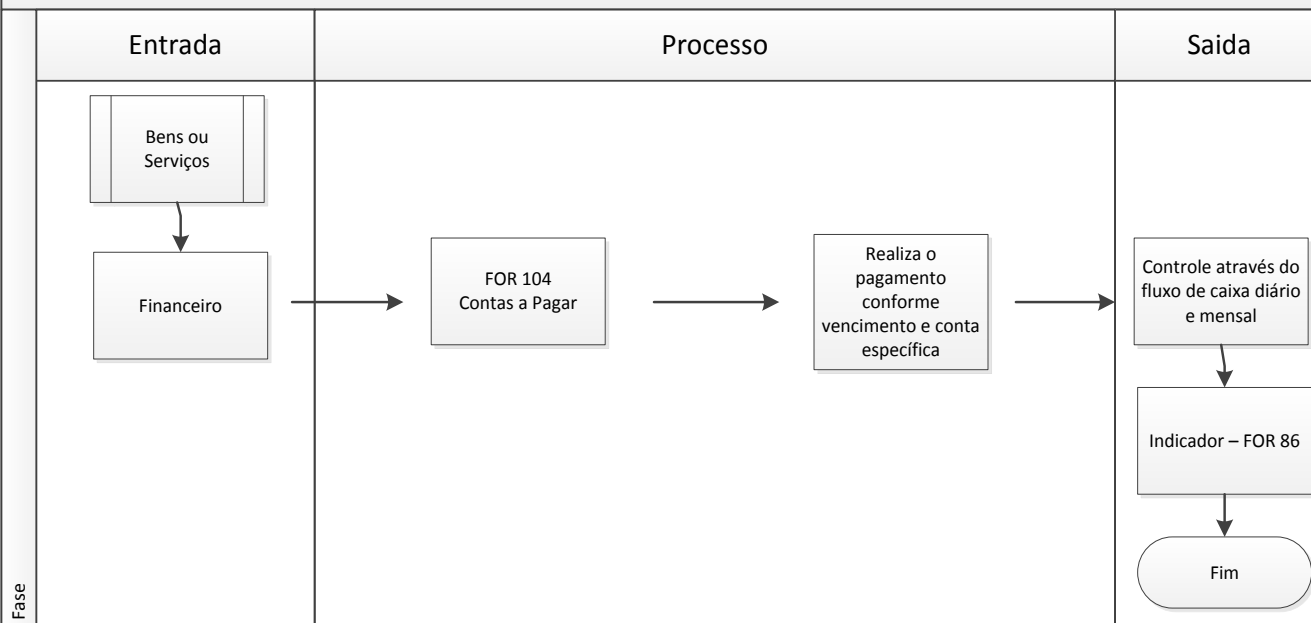 Entrada
Processo
Saida
Bens ou
Serviços
Financeiro
FOR 104
Contas a Pagar
Realiza o
pagamento
conforme
vencimento e conta
específica
Controle através do
fluxo de caixa diário
e mensal
Indicador – FOR 86
Fim
Fase